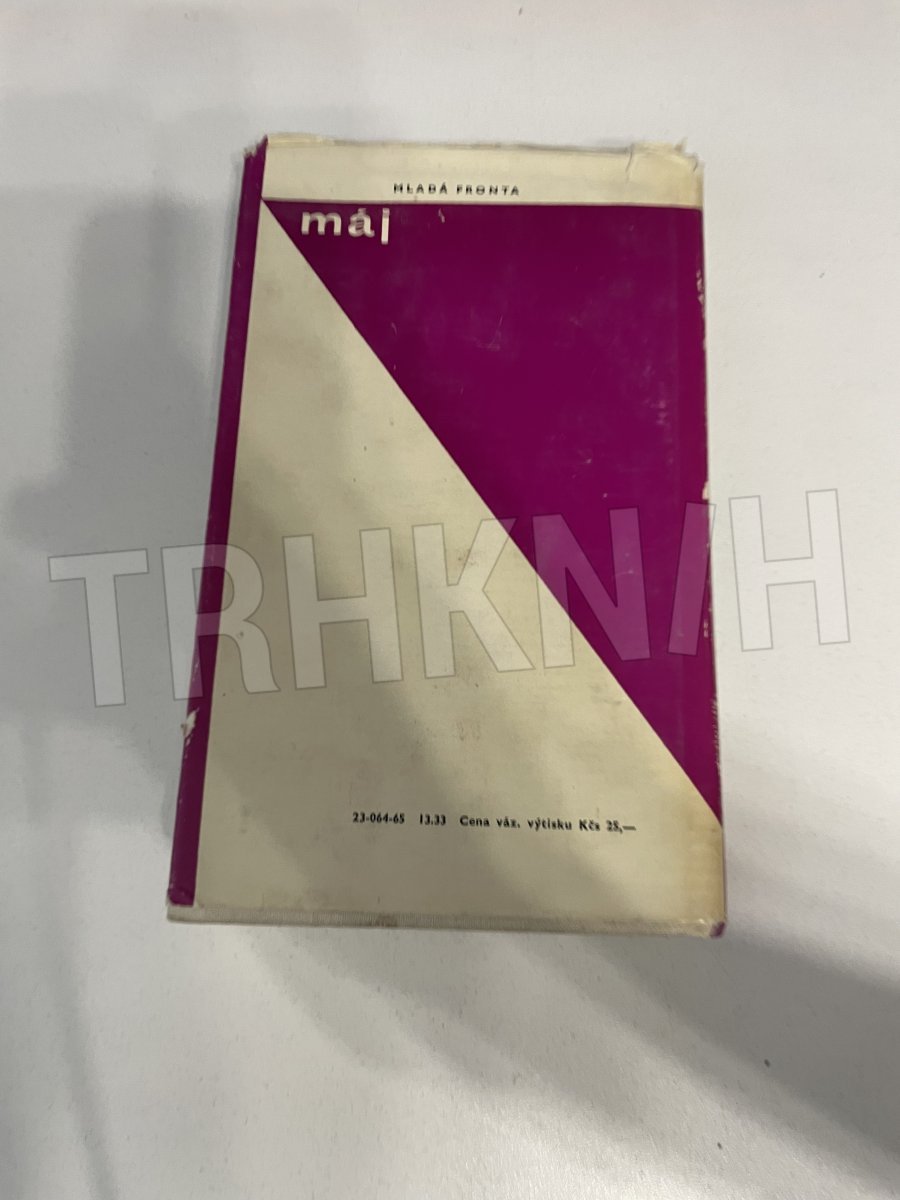 MLADÁ FRONTA
máj
TRHKNIH
23-064-65 13.33 Cena váz. výtisku Kčs 25,—